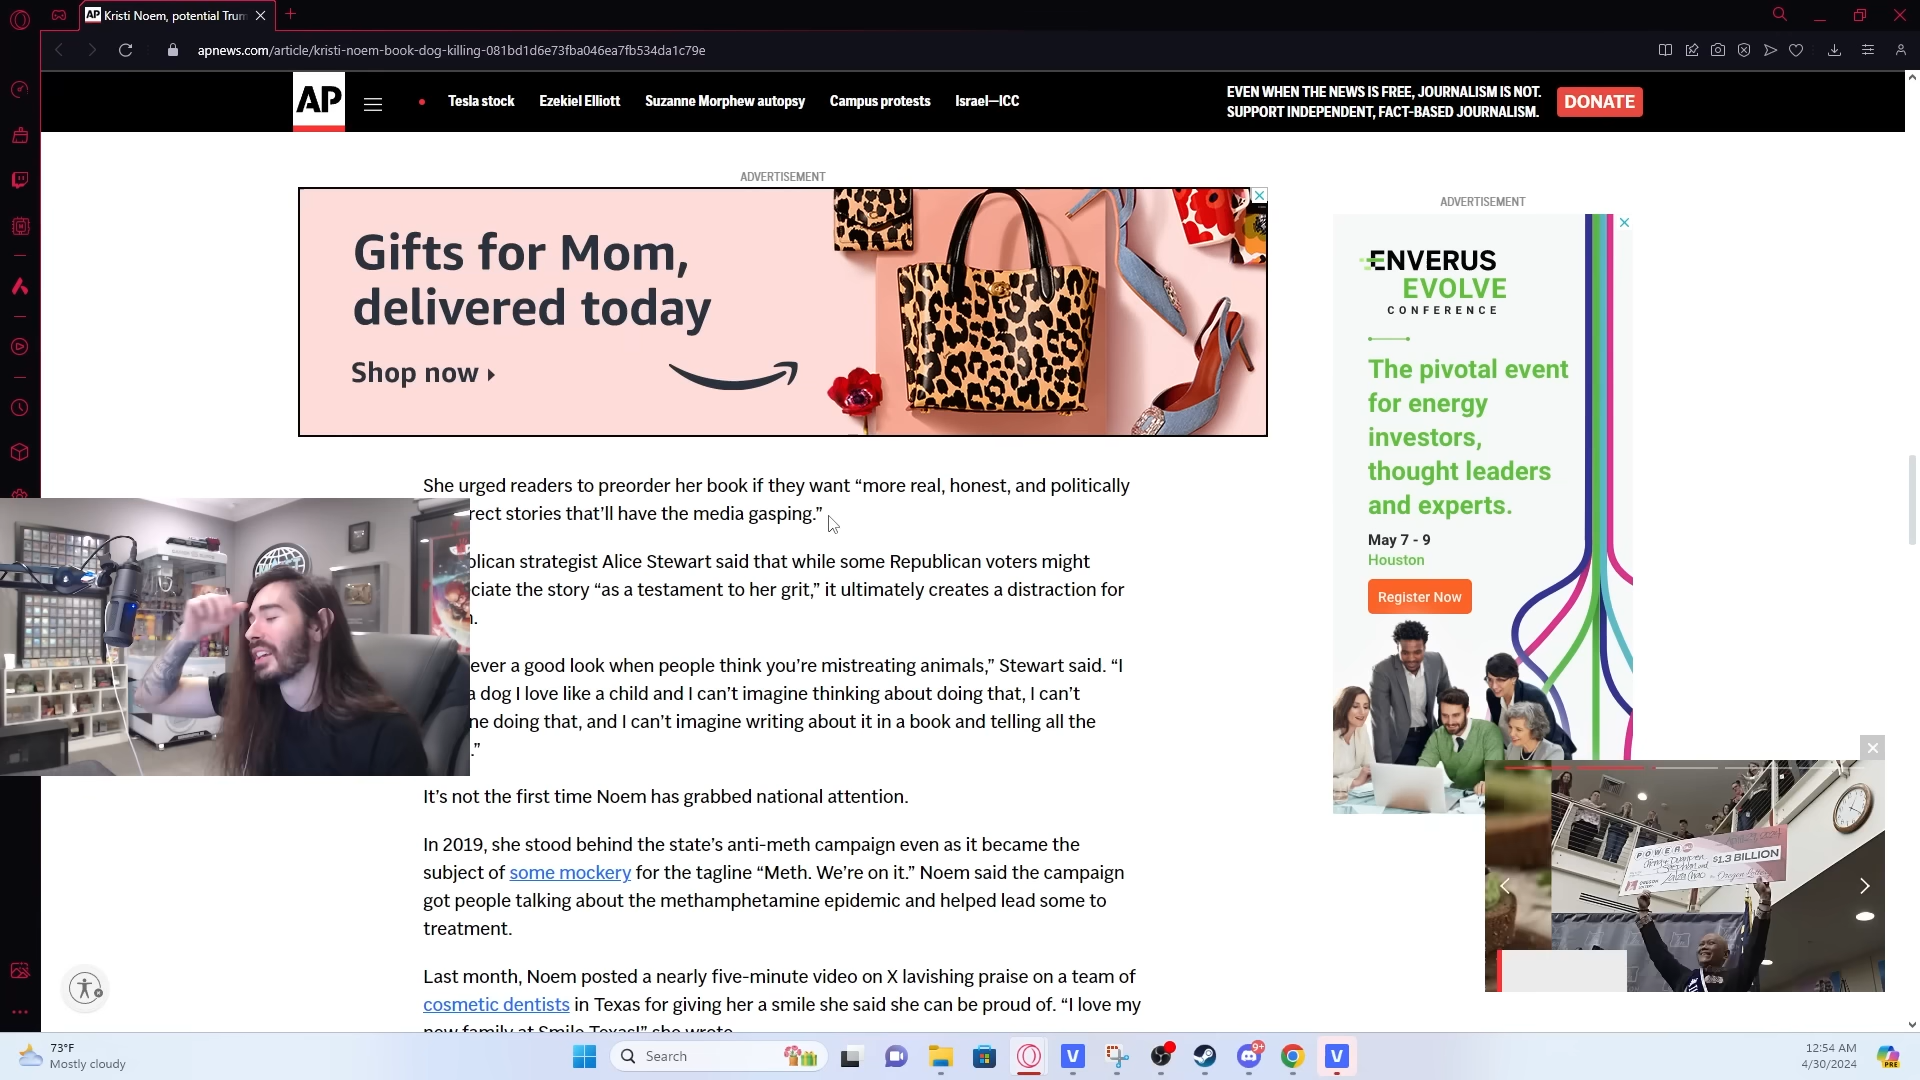 Kristi Noem, potential Trum
apnews.com/article/kristi-noem-book-dog-killing-081bd1d6e73fba046ea7fb534da1c79e
AP
Tesla stock
Ezekiel Elliott
Suzanne Morphew autopsy
Campus protests
Israel—ICC
EVEN WHEN THE NEWS IS FREE, JOURNALISM IS NOT.
SUPPORT INDEPENDENT, FACT-BASED JOURNALISM.
DONATE
ADVERTISEMENT
Gifts for Mom,
delivered today
Shop now
ADVERTISEMENT
ENVERUS
EVOLVE
CONFERENCE
The pivotal event
for energy
investors,
thought leaders
and experts.
May 7 - 9
Houston
Register Now
She urged readers to preorder her book if they want “more real, honest, and politically
rect stories that’ll have the media gasping.”
lican strategist Alice Stewart said that while some Republican voters might
ciate the story “as a testament to her grit,” it ultimately creates a distraction for
.
ever a good look when people think you’re mistreating animals,” Stewart said. “I
a dog I love like a child and I can’t imagine thinking about doing that, I can’t
ne doing that, and I can’t imagine writing about it in a book and telling all the
.”
It’s not the first time Noem has grabbed national attention.
In 2019, she stood behind the state’s anti-meth campaign even as it became the
subject of some mockery for the tagline “Meth. We’re on it.” Noem said the campaign
got people talking about the methamphetamine epidemic and helped lead some to
treatment.
Last month, Noem posted a nearly five-minute video on X lavishing praise on a team of
cosmetic dentists in Texas for giving her a smile she said she can be proud of. “I love my
new family at Smile Texas!” she wrote.
POWER
$1.3 BILLION
Oregon Lottery
73°F
Mostly cloudy
Search
9+
12:54 AM
4/30/2024
PRE